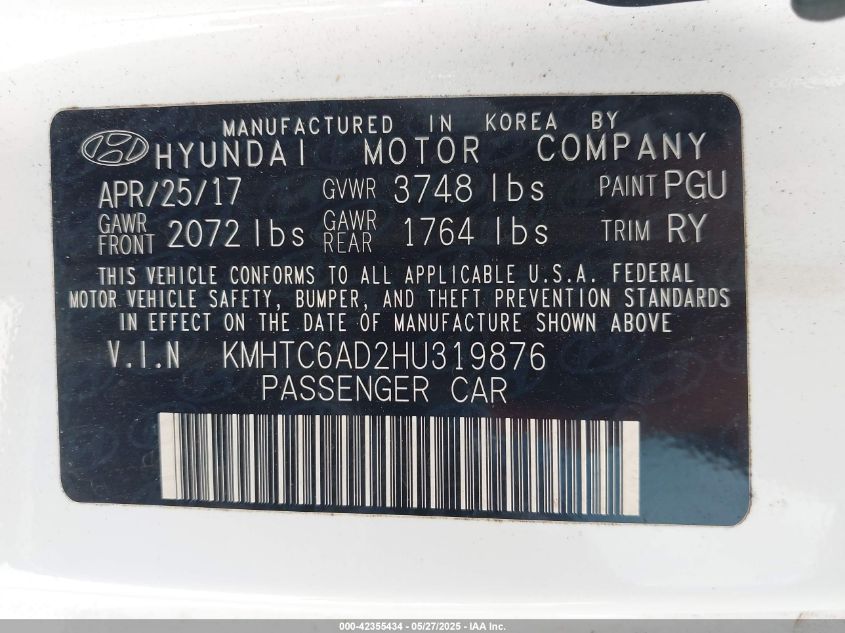 MANUFACTURED IN KOREA BY
HYUNDAI MOTOR COMPANY
APR/25/17 GVWR 3748 lbs PAINT PGU
GAWR FRONT 2072 lbs GAWR REAR 1764 lbs TRIM RY
THIS VEHICLE CONFORMS TO ALL APPLICABLE U.S.A. FEDERAL
MOTOR VEHICLE SAFETY, BUMPER, AND THEFT PREVENTION STANDARDS
IN EFFECT ON THE DATE OF MANUFACTURE SHOWN ABOVE
V.I.N KMHTC6AD2HU319876
PASSENGER CAR
000-42355434 - 05/27/2025 - IAA Inc.